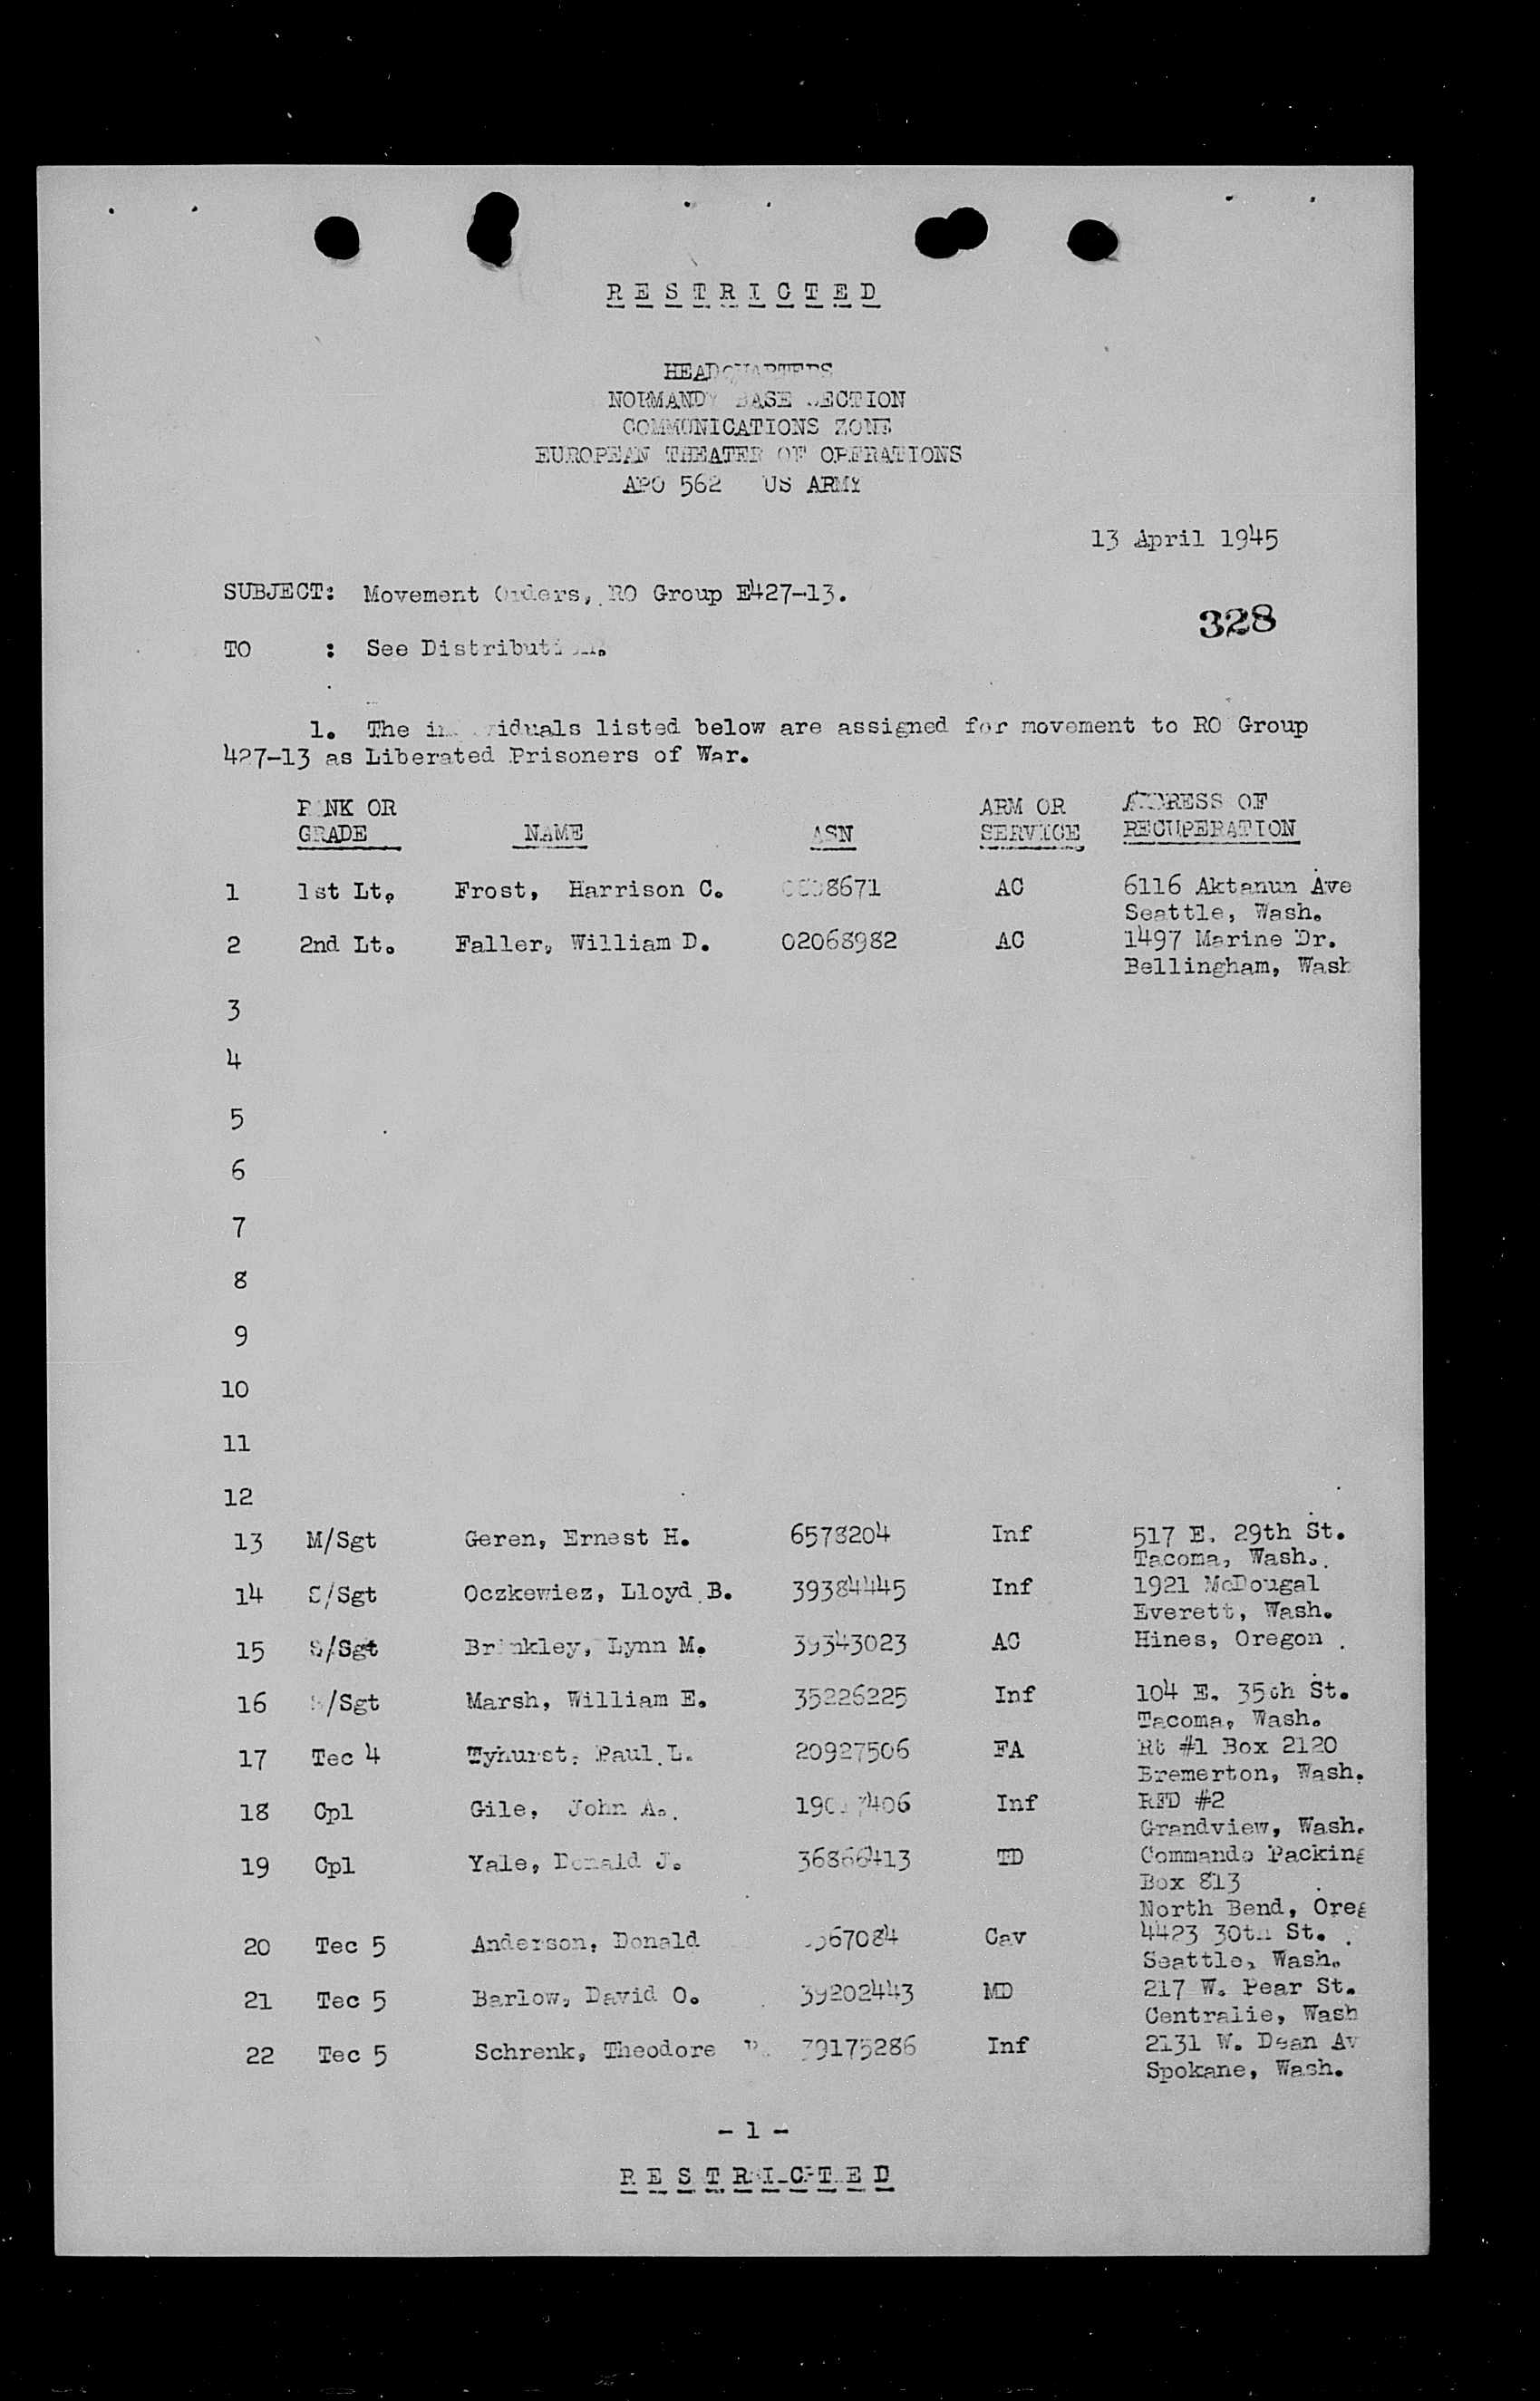 RESTRICTED
HEADQUARTERS
NORMANDY BASE SECTION
COMMUNICATIONS ZONE
EUROPEAN THEATER OF OPERATIONS
APO 562 US ARMY
13 April 1945
SUBJECT: Movement Orders, RO Group E427-13.
328
TO : See Distribution.
1. The individuals listed below are assigned for movement to RO Group
427-13 as Liberated Prisoners of War.
RANK OR ARM OR ADDRESS OF
GRADE NAME ASN SERVICE RECUPERATION
1 1st Lt. Frost, Harrison C. AC 6116 Aktanun Ave
Seattle, Wash.
2 2nd Lt. Faller, William D. 02068982 AC 1497 Marine Dr.
Bellingham, Wash
3
4
5
6
7
8
9
10
11
12
13 M/Sgt Geren, Ernest H. 6578204 Inf 517 E. 29th St.
Tacoma, Wash.
14 S/Sgt Oczkewiez, Lloyd B. 39384445 Inf 1921 McDougal
Everett, Wash.
15 S/Sgt Brinkley, Lynn M. 39343023 AC Hines, Oregon
16 /Sgt Marsh, William E. 35226225 Inf 104 E. 35th St.
Tacoma, Wash.
17 Tec 4 Tyhurst, Paul L. 20927506 FA Rt #1 Box 2120
Bremerton, Wash.
18 Cpl Gile, John A. Inf RFD #2
Grandview, Wash.
19 Cpl Yale, Donald J. 36866413 TD Commando Packing
Box 813
North Bend, Oreg
20 Tec 5 Anderson, Donald Cav 4423 30th St.
Seattle, Wash.
21 Tec 5 Barlow, David O. 39202443 MD 217 W. Pear St.
Centralie, Wash
22 Tec 5 Schrenk, Theodore 39175286 Inf 2131 W. Dean Av
Spokane, Wash.
- 1 -
RESTRICTED